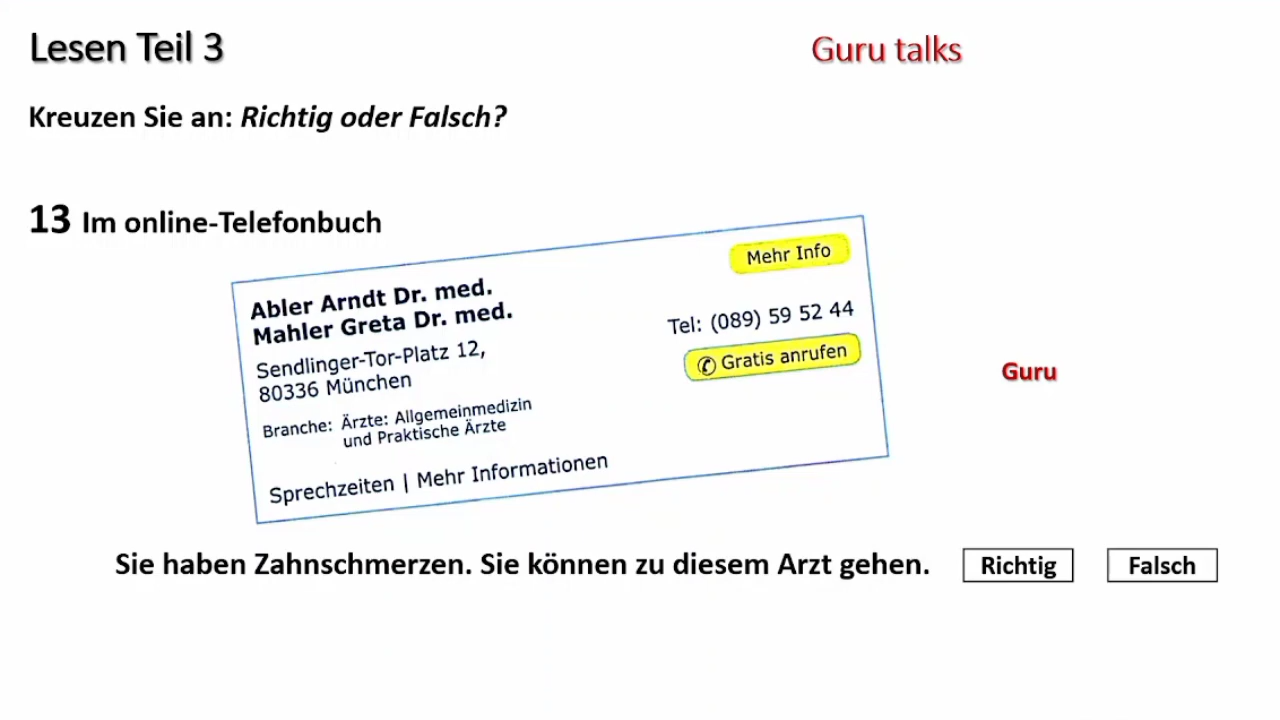 Lesen Teil 3
Guru talks
Kreuzen Sie an: Richtig oder Falsch?
13 Im online-Telefonbuch
Mehr Info
Abler Arndt Dr. med.
Mahler Greta Dr. med.
Tel: (089) 59 52 44
Sendlinger-Tor-Platz 12,
80336 München
✆ Gratis anrufen
Guru
Branche: Ärzte: Allgemeinmedizin
und Praktische Ärzte
Sprechzeiten | Mehr Informationen
Sie haben Zahnschmerzen. Sie können zu diesem Arzt gehen. Richtig Falsch